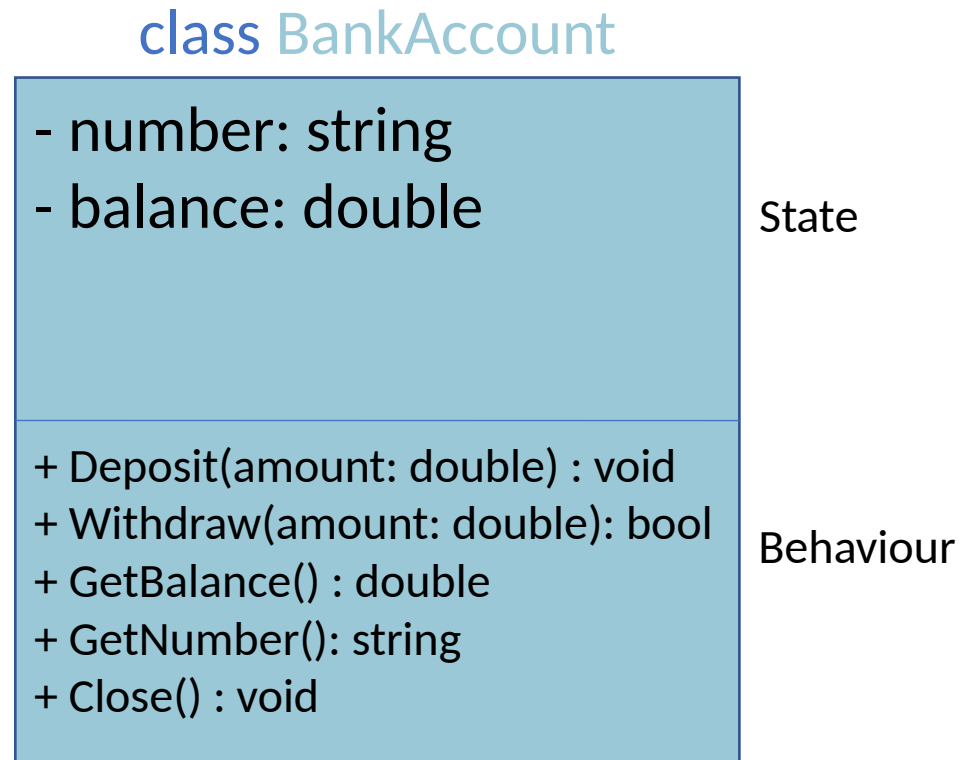 class BankAccount
- number: string
- balance: double
State
+ Deposit(amount: double) : void
+ Withdraw(amount: double): bool
+ GetBalance() : double
+ GetNumber(): string
+ Close() : void
Behaviour